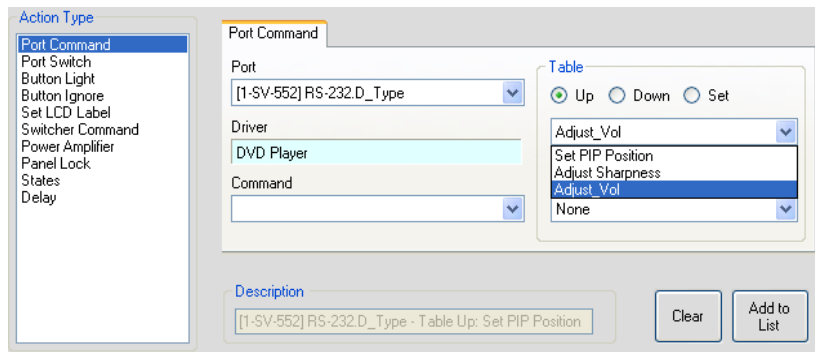 Action Type
Port Command
Port Switch
Button Light
Button Ignore
Set LCD Label
Switcher Command
Power Amplifier
Panel Lock
States
Delay
Port Command
Port
[1-SV-552] RS-232.D_Type
Driver
DVD Player
Command
Table
Up Down Set
Adjust_Vol
Set PIP Position
Adjust Sharpness
Adjust_Vol
None
Description
[1-SV-552] RS-232.D_Type - Table Up: Set PIP Position
Clear
Add to
List